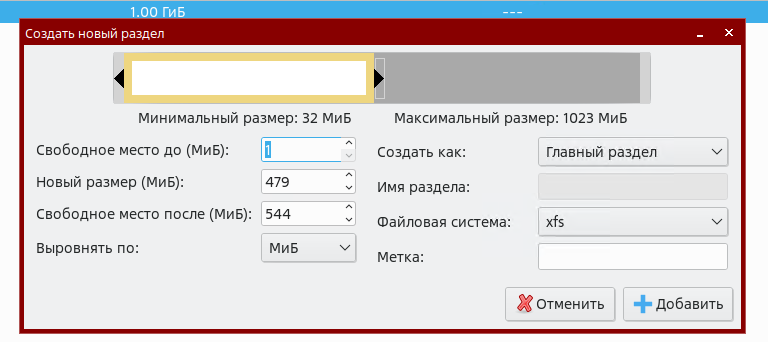 1.00 ГиБ ---
Создать новый раздел
Минимальный размер: 32 МиБ Максимальный размер: 1023 МиБ
Свободное место до (МиБ): 1
Новый размер (МиБ): 479
Свободное место после (МиБ): 544
Выровнять по: МиБ
Создать как: Главный раздел
Имя раздела:
Файловая система: xfs
Метка:
Отменить Добавить